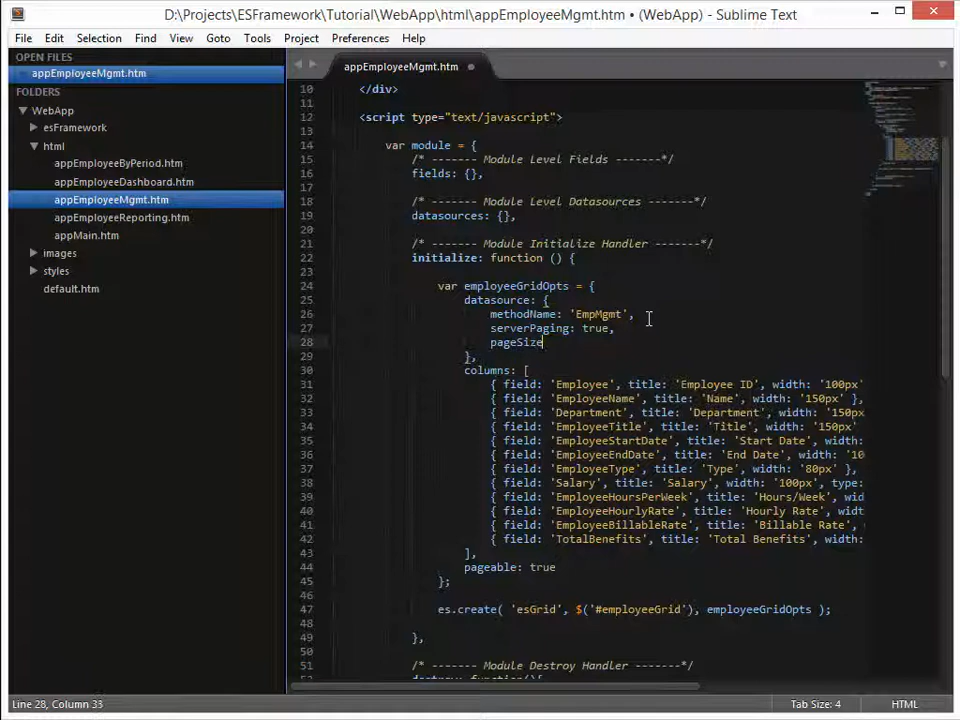 D:\Projects\ESFramework\Tutorial\WebApp\html\appEmployeeMgmt.htm • (WebApp) - Sublime Text
File Edit Selection Find View Goto Tools Project Preferences Help
OPEN FILES
appEmployeeMgmt.htm
FOLDERS
WebApp
esFramework
html
appEmployeeByPeriod.htm
appEmployeeDashboard.htm
appEmployeeMgmt.htm
appEmployeeReporting.htm
appMain.htm
images
styles
default.htm
appEmployeeMgmt.htm
10 </div>
11
12 <script type="text/javascript">
13
14 var module = {
15 /* ------- Module Level Fields -------*/
16 fields: {},
17
18 /* ------- Module Level Datasources -------*/
19 datasources: {},
20
21 /* ------- Module Initialize Handler -------*/
22 initialize: function () {
23
24 var employeeGridOpts = {
25 datasource: {
26 methodName: 'EmpMgmt',
27 serverPaging: true,
28 pageSize
29 },
30 columns: [
31 { field: 'Employee', title: 'Employee ID', width: '100px'
32 { field: 'EmployeeName', title: 'Name', width: '150px' },
33 { field: 'Department', title: 'Department', width: '150px
34 { field: 'EmployeeTitle', title: 'Title', width: '150px'
35 { field: 'EmployeeStartDate', title: 'Start Date', width:
36 { field: 'EmployeeEndDate', title: 'End Date', width: '10
37 { field: 'EmployeeType', title: 'Type', width: '80px' },
38 { field: 'Salary', title: 'Salary', width: '100px', type:
39 { field: 'EmployeeHoursPerWeek', title: 'Hours/Week', wid
40 { field: 'EmployeeHourlyRate', title: 'Hourly Rate', widt
41 { field: 'EmployeeBillableRate', title: 'Billable Rate',
42 { field: 'TotalBenefits', title: 'Total Benefits', width:
43 ],
44 pageable: true
45 };
46
47 es.create( 'esGrid', $('#employeeGrid'), employeeGridOpts );
48
49 },
50
51 /* ------- Module Destroy Handler -------*/
52 destroy: function(){
Line 28, Column 33 Tab Size: 4 HTML